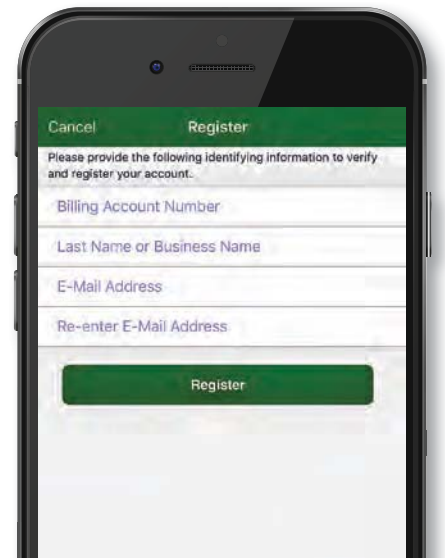 Cancel Register
Please provide the following identifying information to verify
and register your account.
Billing Account Number
Last Name or Business Name
E-Mail Address
Re-enter E-Mail Address
Register